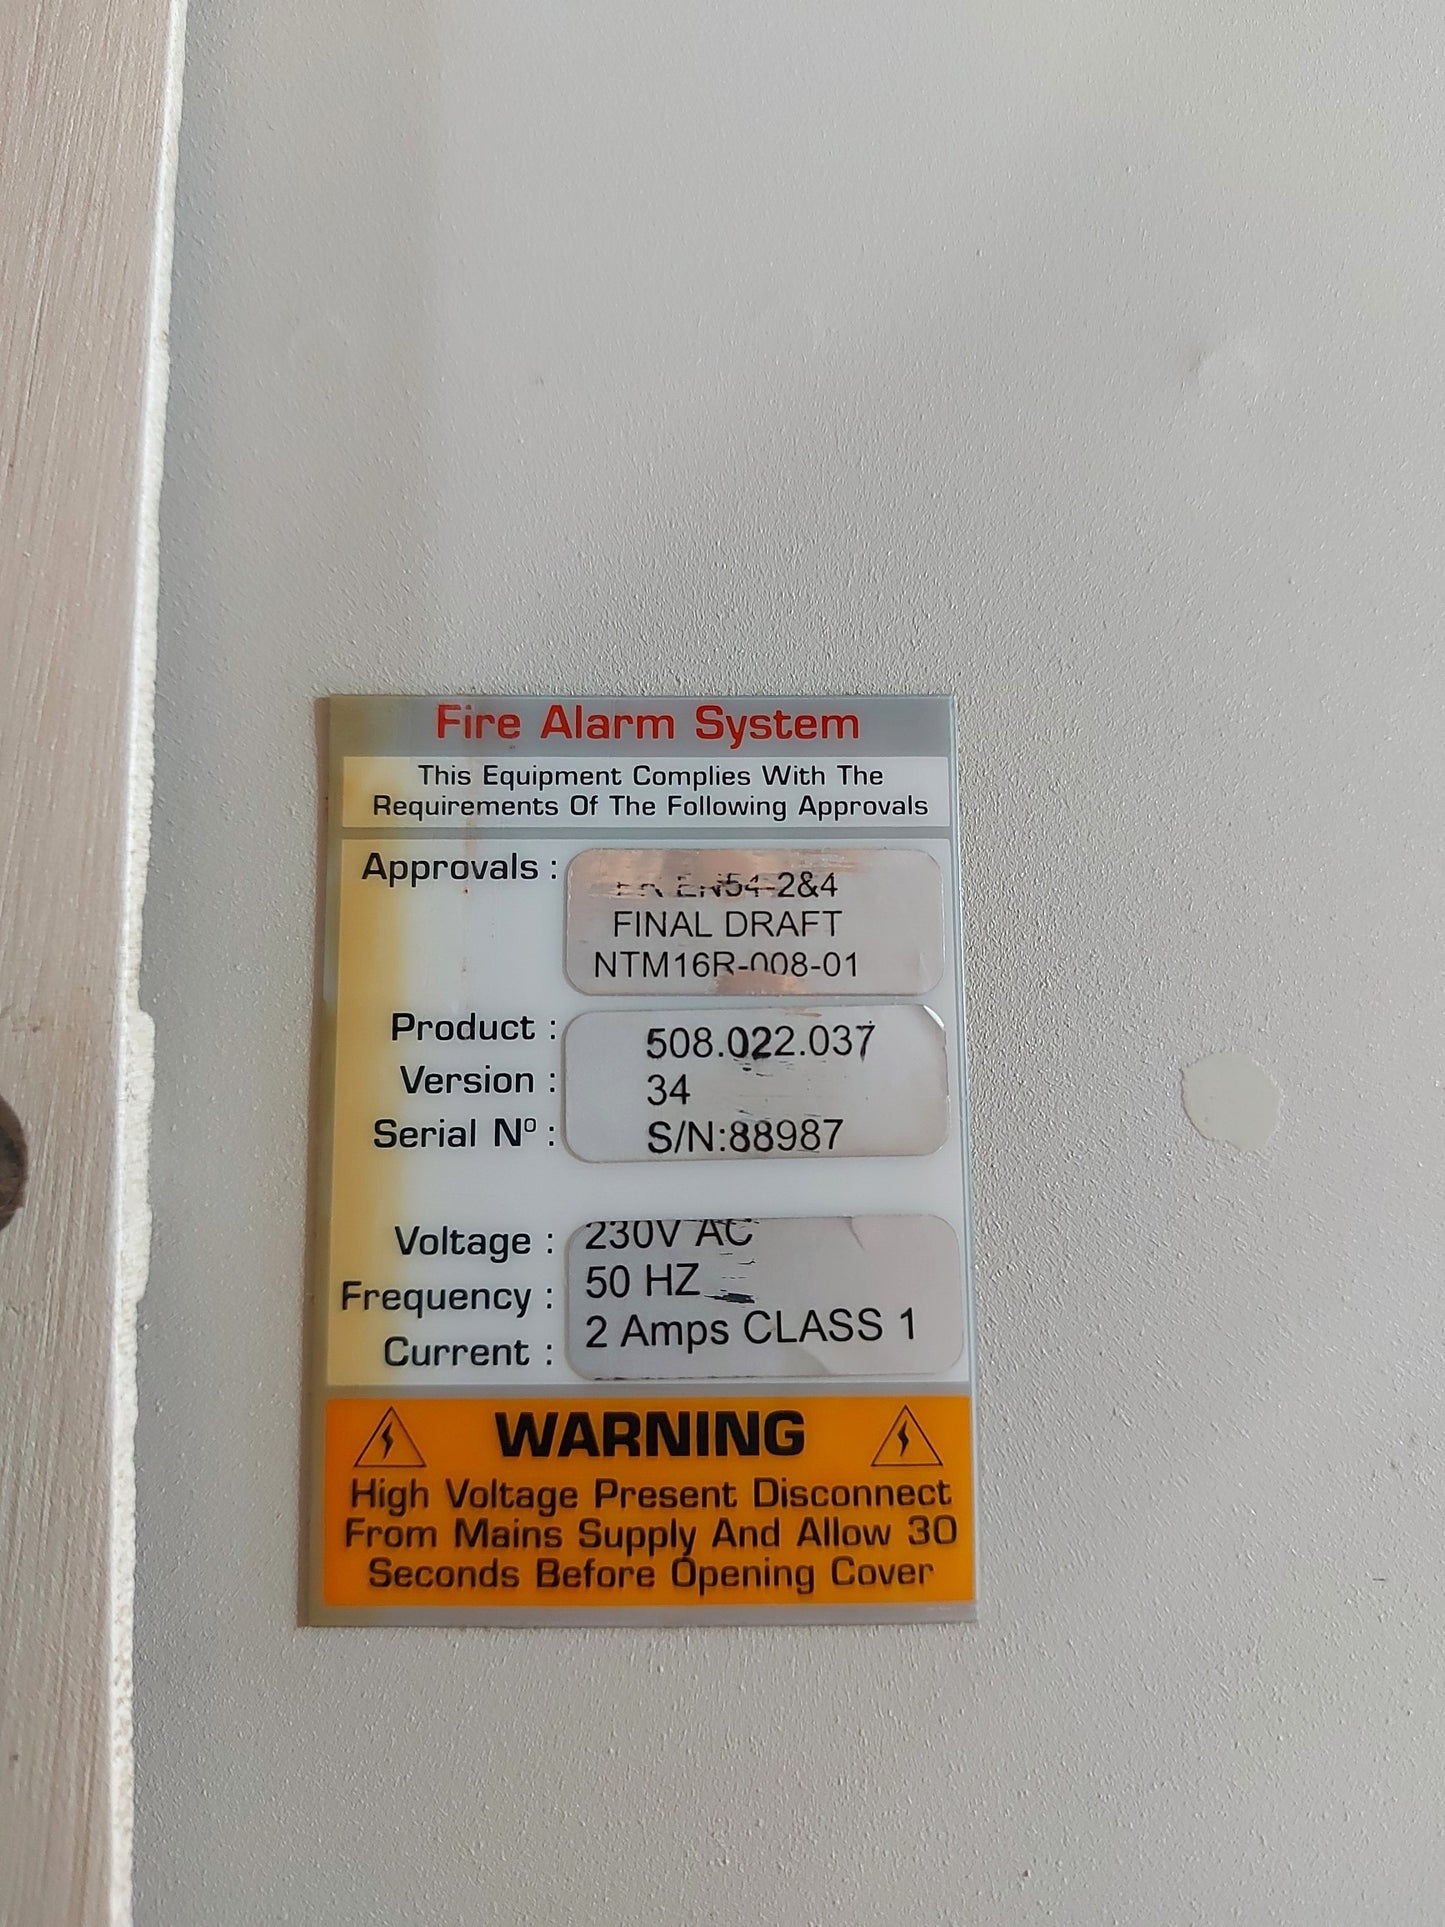 Fire Alarm System
This Equipment Complies With The
Requirements Of The Following Approvals
Approvals : EN54-2&4
FINAL DRAFT
NTM16R-008-01
Product : 508.022.037
Version : 34
Serial Nº : S/N:88987
Voltage : 230V AC
Frequency : 50 HZ
Current : 2 Amps CLASS 1
WARNING
High Voltage Present Disconnect
From Mains Supply And Allow 30
Seconds Before Opening Cover